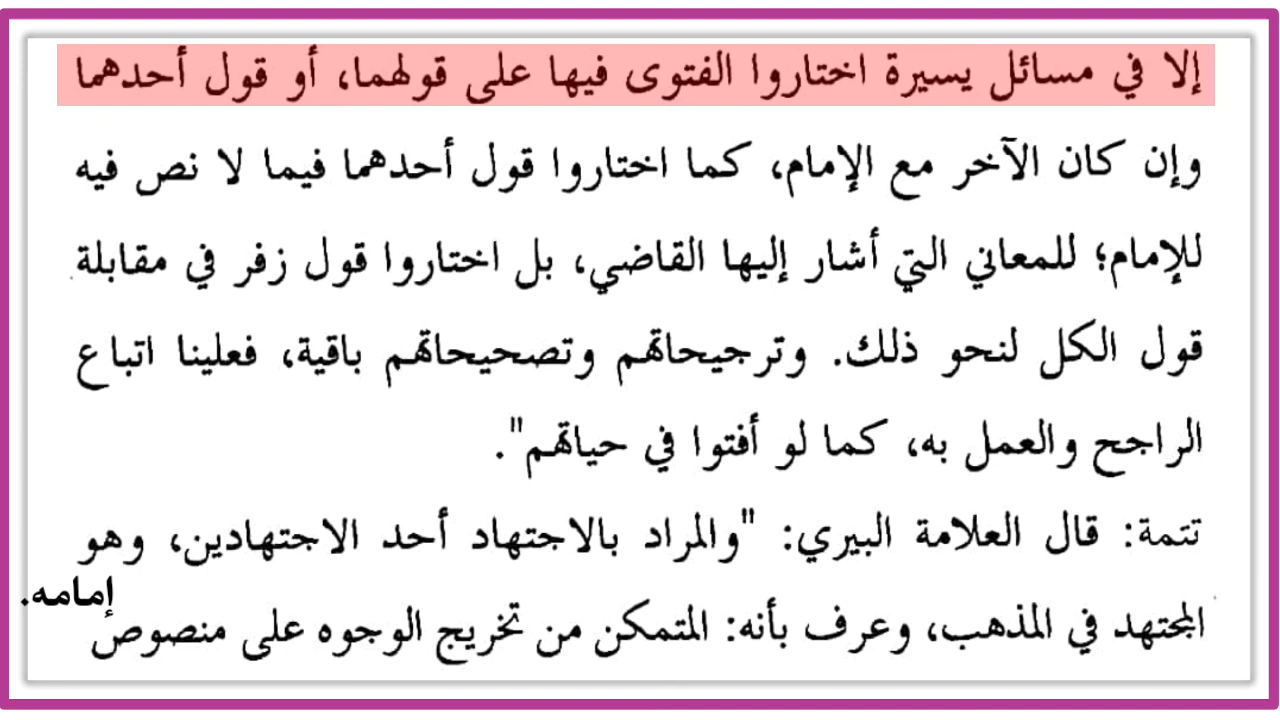 إلا في مسائل يسيرة اختاروا الفتوى فيها على قولهما، أو قول أحدهما
وإن كان الآخر مع الإمام، كما اختاروا قول أحدهما فيما لا نص فيه
للإمام؛ للمعاني التي أشار إليها القاضي، بل اختاروا قول زفر في مقابلة
قول الكل لنحو ذلك. وترجيحاتهم وتصحيحاتهم باقية، فعلينا اتباع
الراجح والعمل به، كما لو أفتوا في حياتهم".
تتمة: قال العلامة البيري: "والمراد بالاجتهاد أحد الاجتهادين، وهو
المجتهد في المذهب، وعرف بأنه: المتمكن من تخريج الوجوه على منصوص
إمامه.